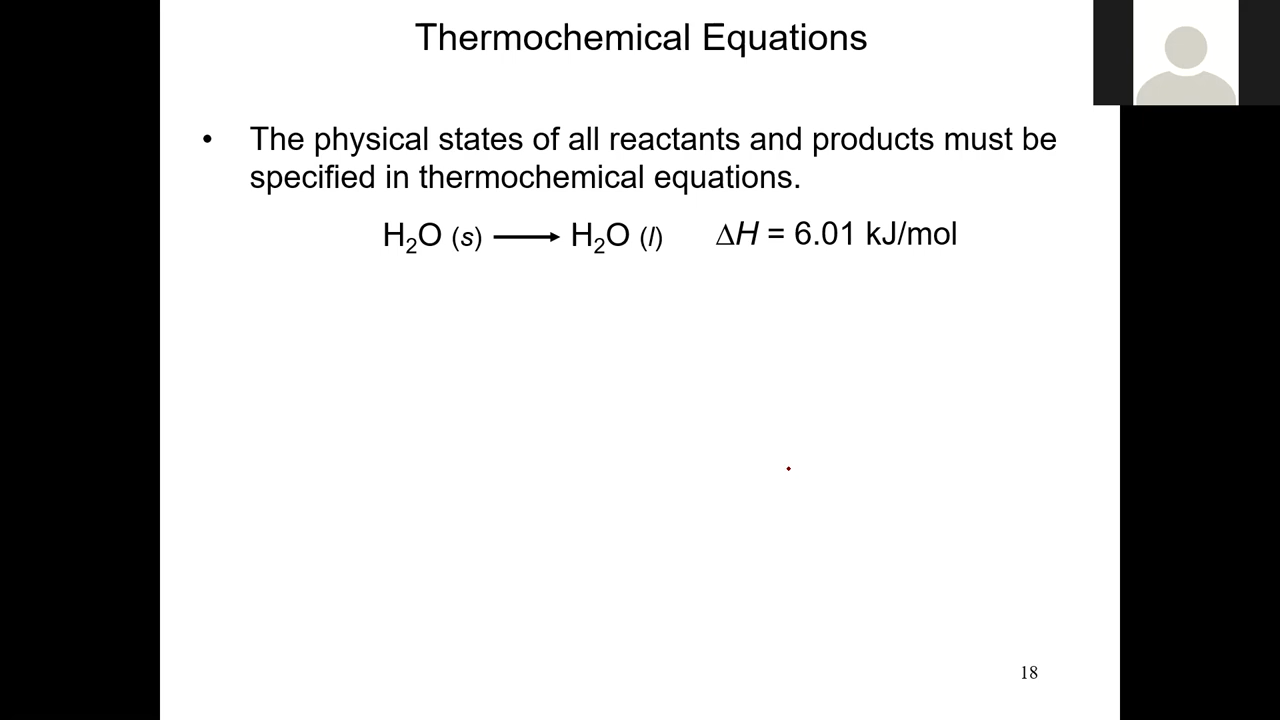 Thermochemical Equations
• The physical states of all reactants and products must be
specified in thermochemical equations.
H₂O (s) ⟶ H₂O (l) ΔH = 6.01 kJ/mol
18